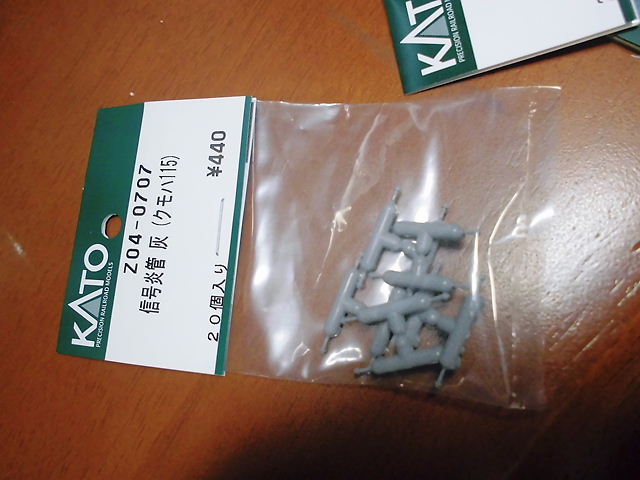 KATO
PRECISION RAILROAD MODELS
Z04-0707
信号炎管 灰 (クモハ115)
¥440
20個入り
KATO
PRECISION RAILROAD